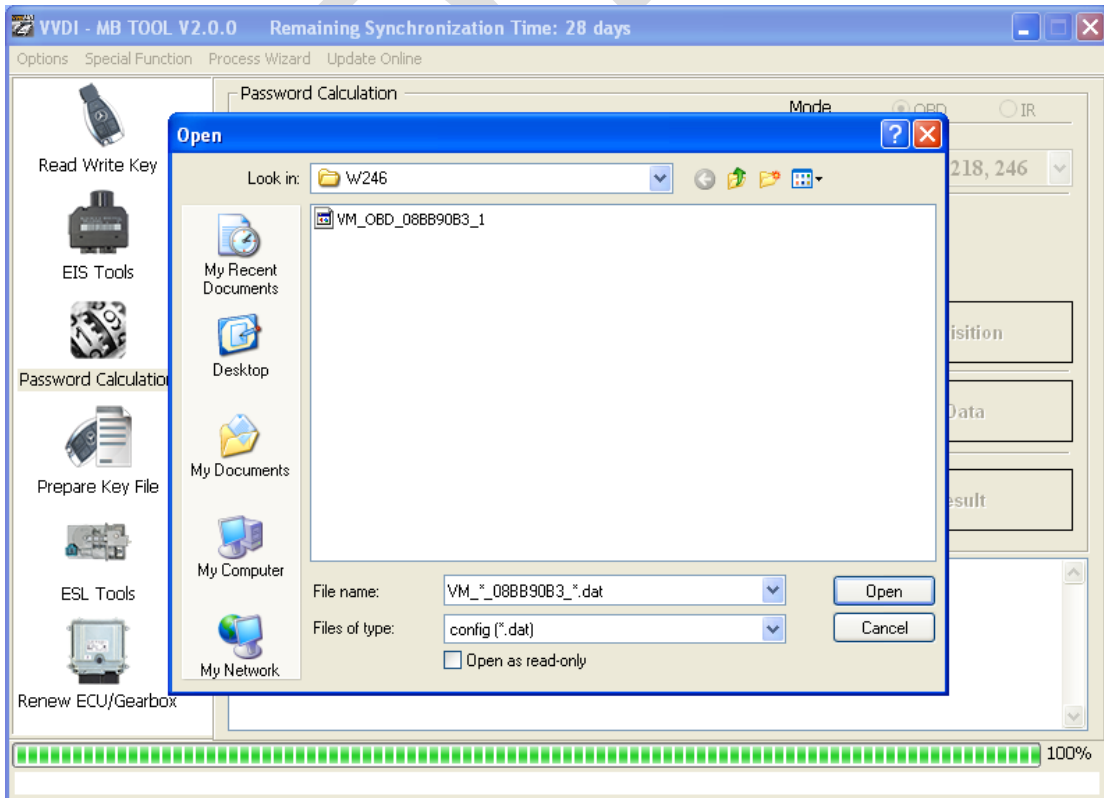 VVDI - MB TOOL V2.0.0 Remaining Synchronization Time: 28 days
Options Special Function Process Wizard Update Online
Read Write Key
EIS Tools
Password Calculation
Prepare Key File
ESL Tools
Renew ECU/Gearbox
Password Calculation
Mode OBD IR
218, 246
isition
Data
esult
Open
Look in: W246
My Recent
Documents
Desktop
My Documents
My Computer
My Network
VM_OBD_08BB90B3_1
File name: VM_*_08BB90B3_*.dat Open
Files of type: config (*.dat) Cancel
Open as read-only
100%